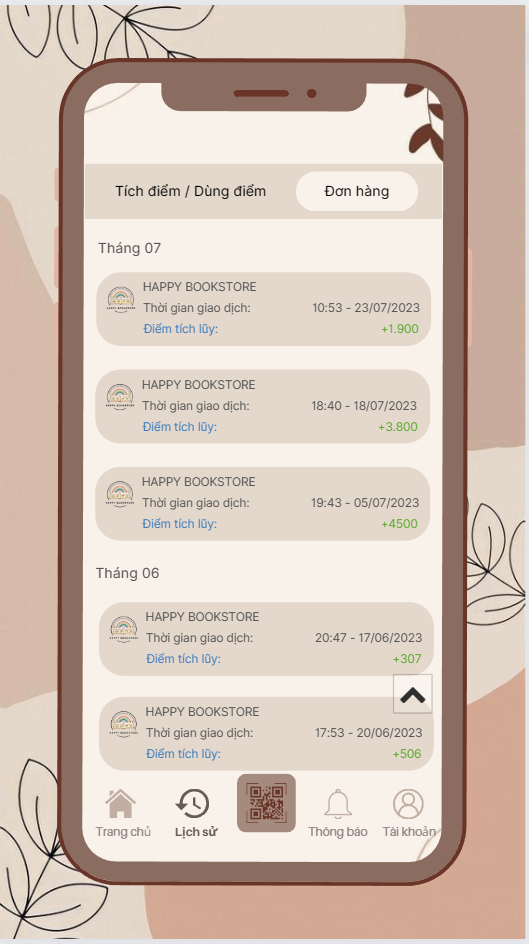 Tích điểm / Dùng điểm
Đơn hàng
Tháng 07
HAPPY BOOKSTORE
Thời gian giao dịch: 10:53 - 23/07/2023
Điểm tích lũy: +1.900
HAPPY BOOKSTORE
Thời gian giao dịch: 18:40 - 18/07/2023
Điểm tích lũy: +3.800
HAPPY BOOKSTORE
Thời gian giao dịch: 19:43 - 05/07/2023
Điểm tích lũy: +4500
Tháng 06
HAPPY BOOKSTORE
Thời gian giao dịch: 20:47 - 17/06/2023
Điểm tích lũy: +307
HAPPY BOOKSTORE
Thời gian giao dịch: 17:53 - 20/06/2023
Điểm tích lũy: +506
Trang chủ
Lịch sử
Thông báo
Tài khoản